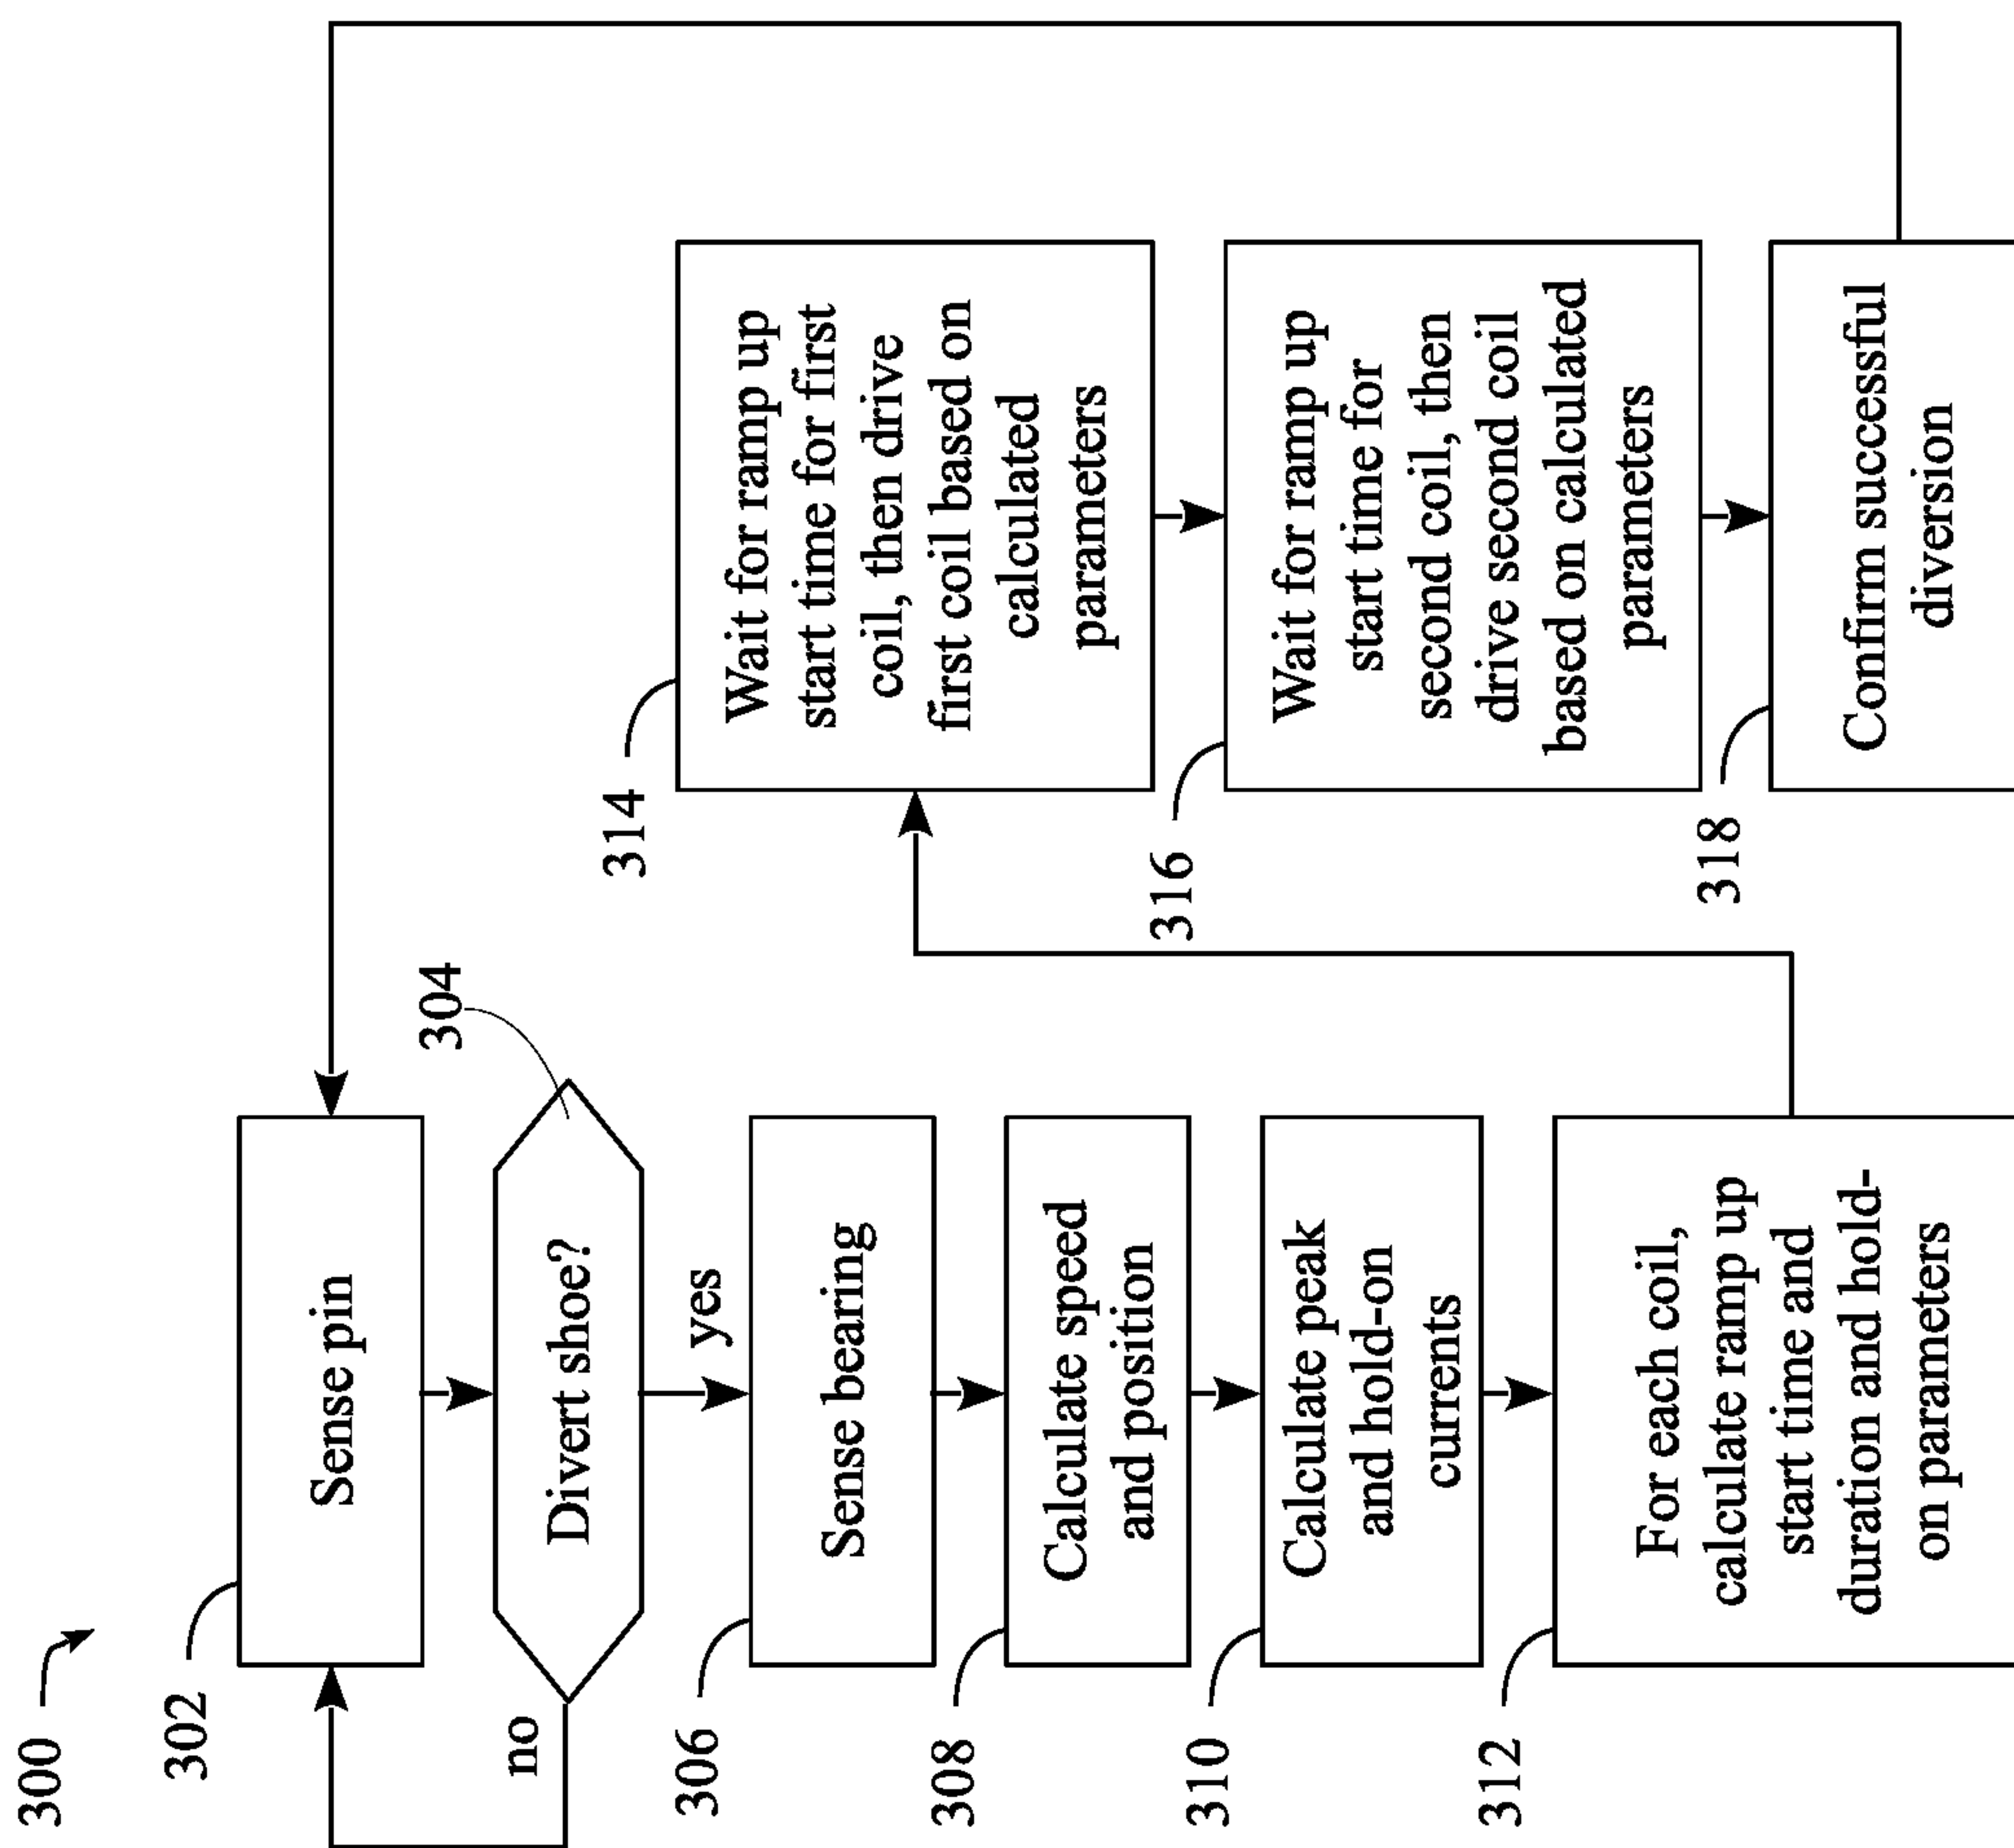 300
302
Sense pin
304
Divert shoe?
no
yes
306
Sense bearing
308
Calculate speed
and position
310
Calculate peak
and hold-on
currents
312
For each coil,
calculate ramp up
start time and
duration and hold-
on parameters
314
Wait for ramp up
start time for first
coil, then drive
first coil based on
calculated
parameters
316
Wait for ramp up
start time for
second coil, then
drive second coil
based on calculated
parameters
318
Confirm successful
diversion